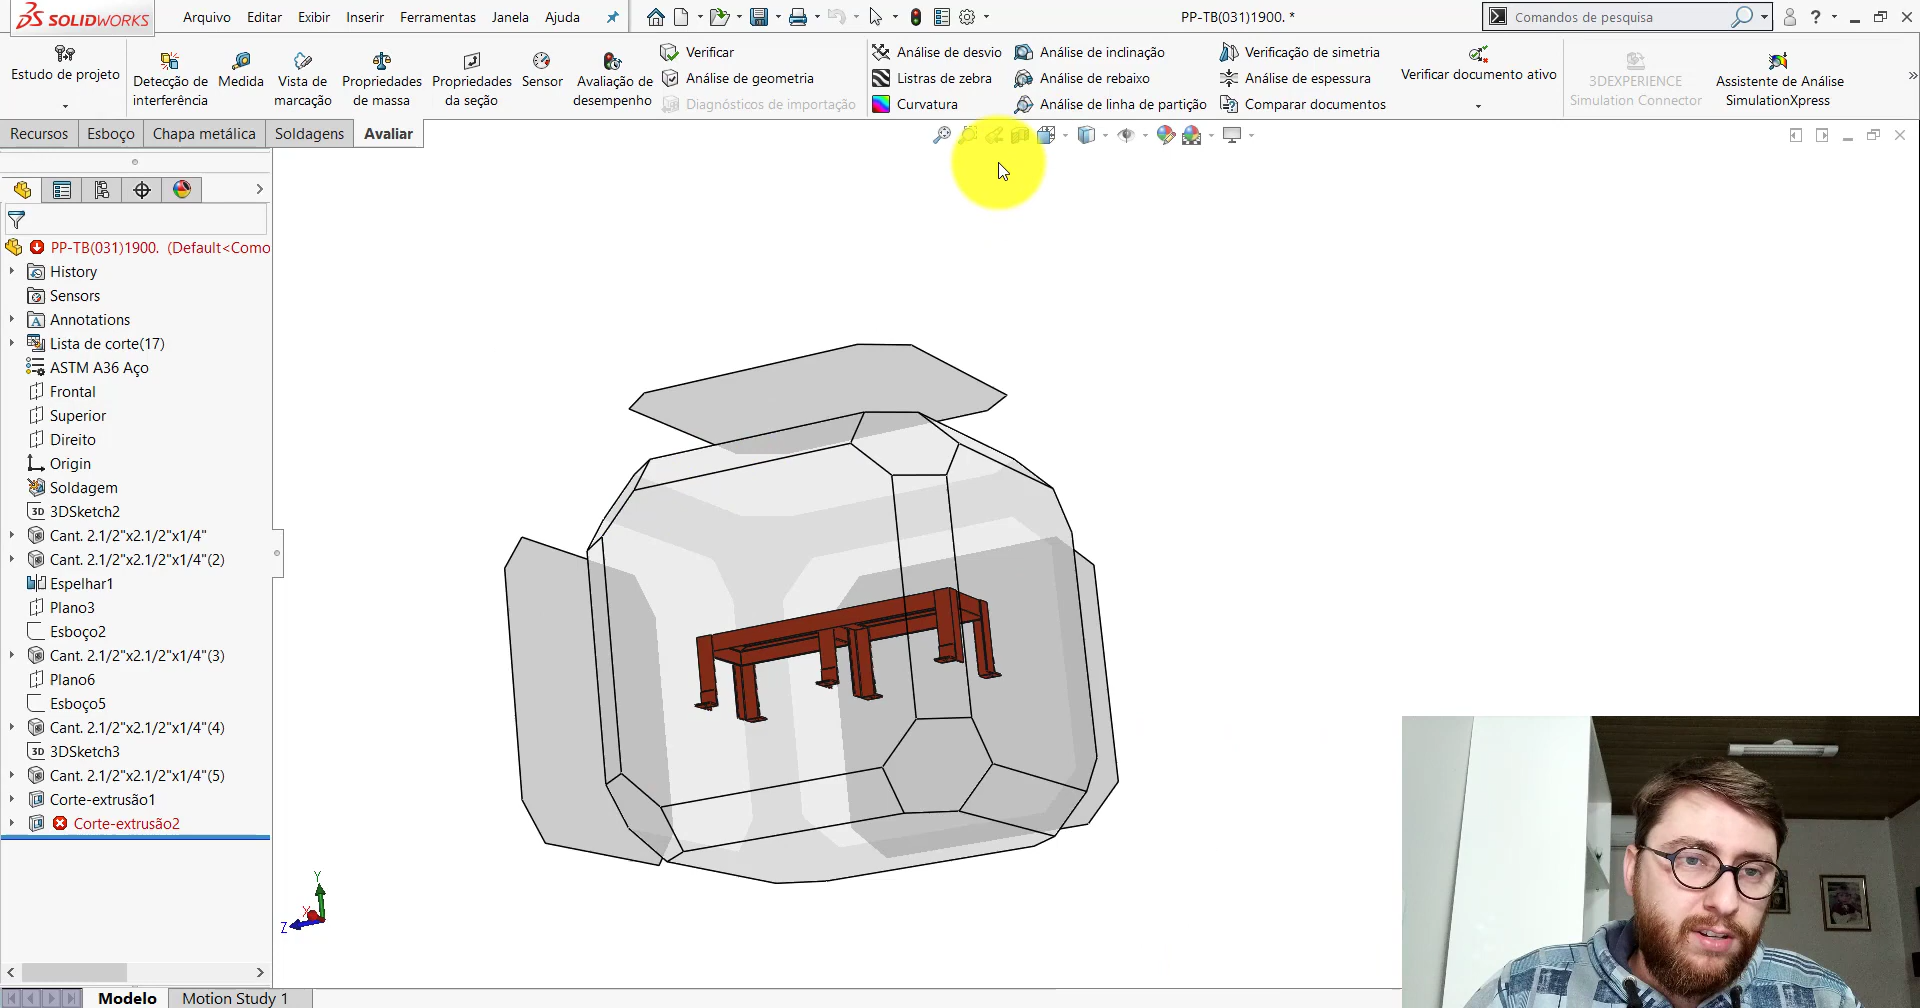 SOLIDWORKS
Arquivo Editar Exibir Inserir Ferramentas Janela Ajuda
PP-TB(031)1900. *
Comandos de pesquisa
Estudo de projeto
Detecção de interferência
Medida
Vista de marcação
Propriedades de massa
Propriedades da seção
Sensor
Avaliação de desempenho
Verificar
Análise de geometria
Diagnósticos de importação
Análise de desvio
Listras de zebra
Curvatura
Análise de inclinação
Análise de rebaixo
Análise de linha de partição
Verificação de simetria
Análise de espessura
Comparar documentos
Verificar documento ativo
3DEXPERIENCE Simulation Connector
Assistente de Análise SimulationXpress
Recursos Esboço Chapa metálica Soldagens Avaliar
PP-TB(031)1900. (Default<Como
History
Sensors
Annotations
Lista de corte(17)
ASTM A36 Aço
Frontal
Superior
Direito
Origin
Soldagem
3D 3DSketch2
Cant. 2.1/2"x2.1/2"x1/4"
Cant. 2.1/2"x2.1/2"x1/4"(2)
Espelhar1
Plano3
Esboço2
Cant. 2.1/2"x2.1/2"x1/4"(3)
Plano6
Esboço5
Cant. 2.1/2"x2.1/2"x1/4"(4)
3D 3DSketch3
Cant. 2.1/2"x2.1/2"x1/4"(5)
Corte-extrusão1
Corte-extrusão2
Y
X
Z
Modelo Motion Study 1